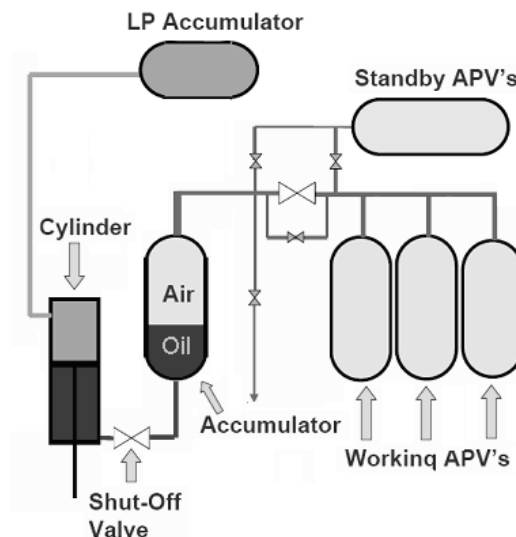 LP Accumulator
Standby APV's
Cylinder
Air
Oil
Accumulator
Workinq APV's
Shut-Off
Valve